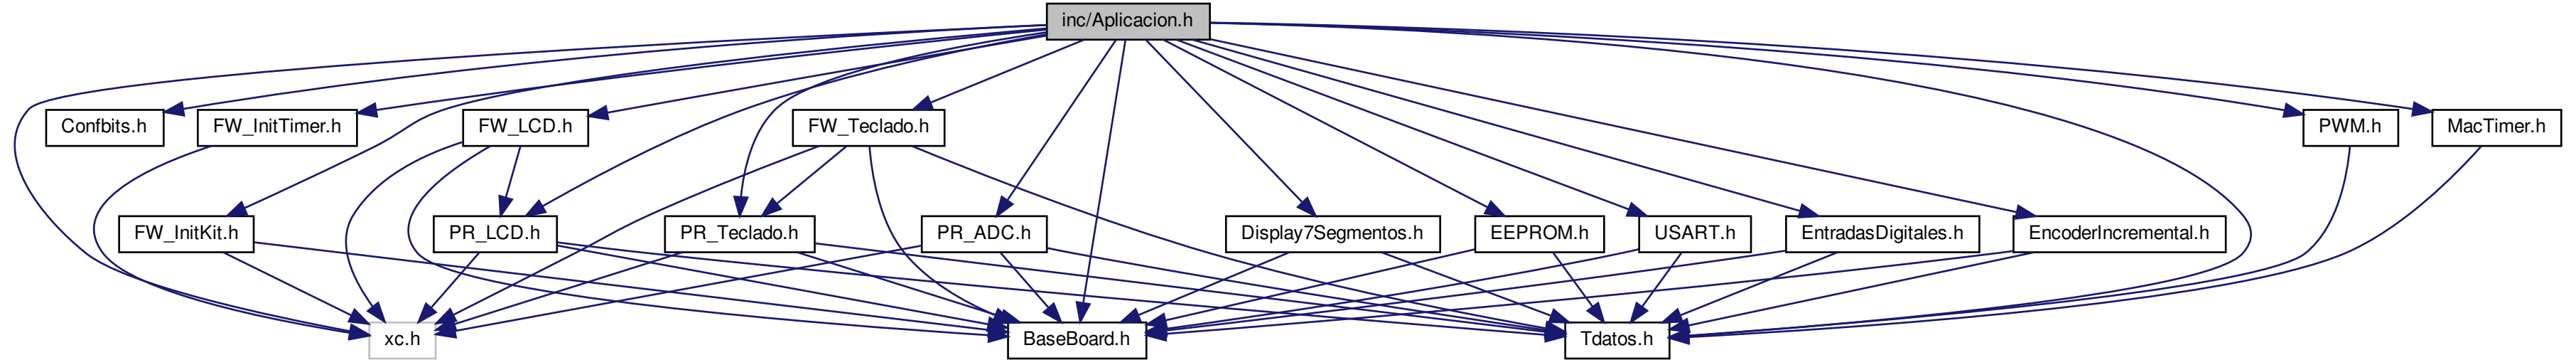 inc/Aplicacion.h
Confbits.h
FW_InitTimer.h
FW_LCD.h
FW_Teclado.h
PWM.h
MacTimer.h
FW_InitKit.h
PR_LCD.h
PR_Teclado.h
PR_ADC.h
Display7Segmentos.h
EEPROM.h
USART.h
EntradasDigitales.h
EncoderIncremental.h
xc.h
BaseBoard.h
Tdatos.h